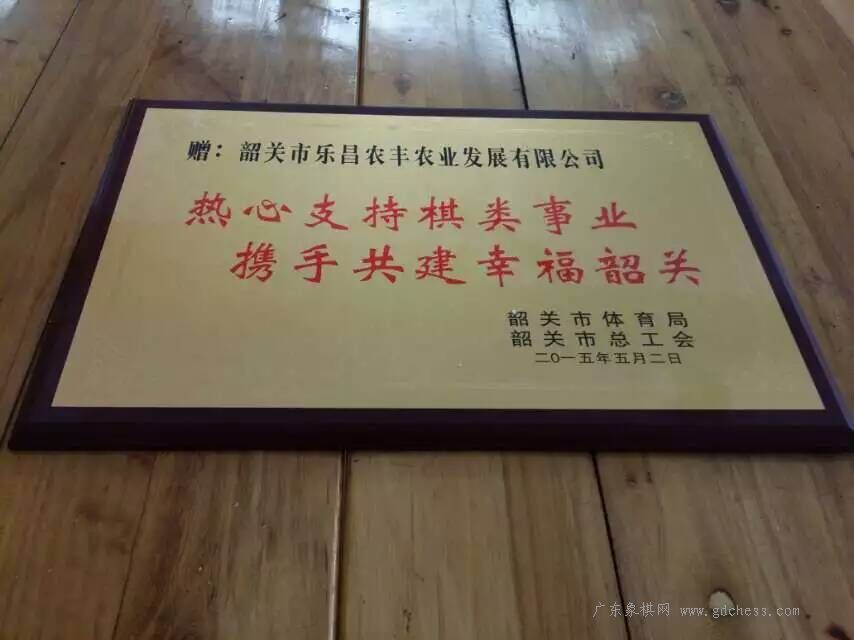 赠：韶关市乐昌农丰农业发展有限公司
热心支持棋类事业
携手共建幸福韶关
韶关市体育局
韶关市总工会
二〇一五年五月二日
广东象棋网 www.gdchess.com